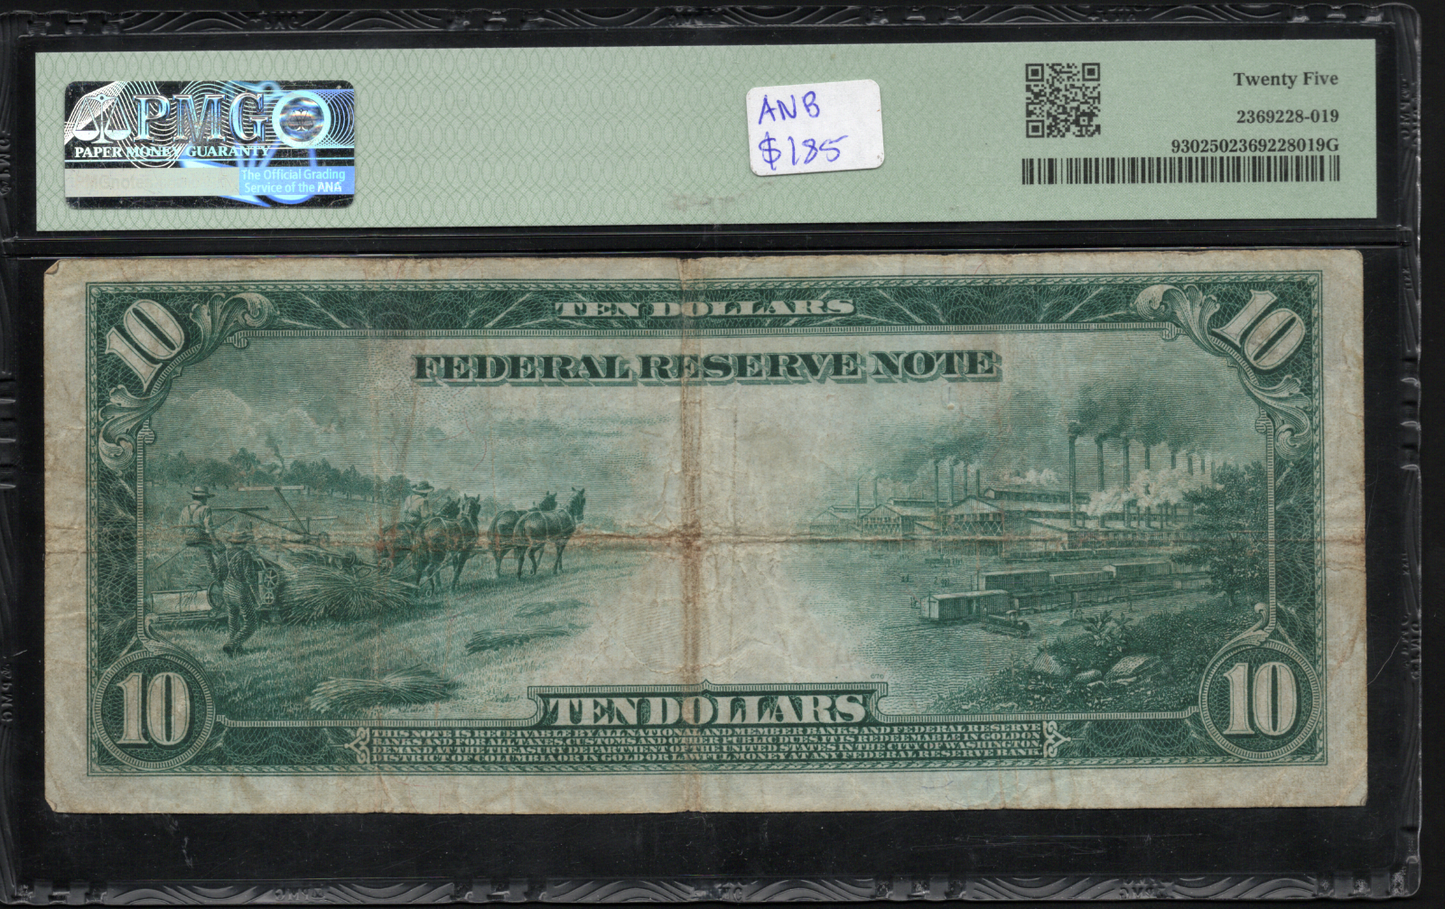 PMG
PAPER MONEY GUARANTY
The Official Grading
Service of the ANA
ANB
$185
Twenty Five
2369228-019
9302502369228019G
10
TEN DOLLARS
10
FEDERAL RESERVE NOTE
10
TEN DOLLARS
10
THIS NOTE IS RECEIVABLE BY ALL NATIONAL AND MEMBER BANKS AND FEDERAL RESERVE
BANKS AND FOR ALL TAXES, CUSTOMS AND OTHER PUBLIC DUES. IT IS REDEEMABLE IN GOLD ON
DEMAND AT THE TREASURY DEPARTMENT OF THE UNITED STATES IN THE CITY OF WASHINGTON
DISTRICT OF COLUMBIA OR IN GOLD OR LAWFUL MONEY AT ANY FEDERAL RESERVE BANK.